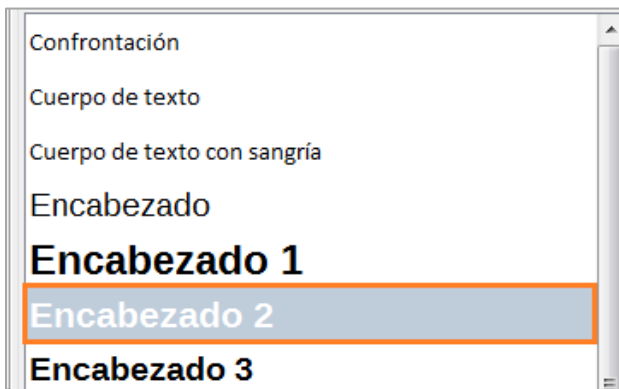 Confrontación
Cuerpo de texto
Cuerpo de texto con sangría
Encabezado
Encabezado 1
Encabezado 2
Encabezado 3